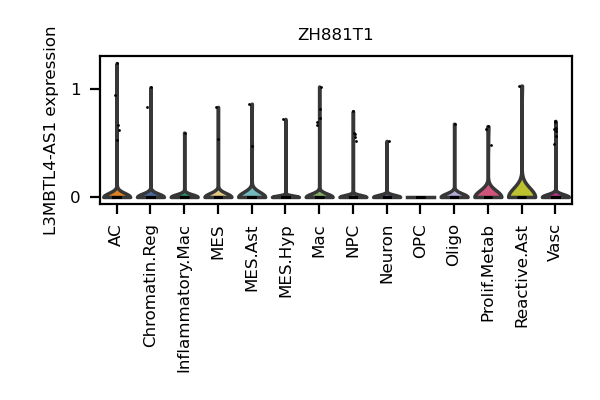 ZH881T1
L3MBTL4-AS1 expression
1
0
AC
Chromatin.Reg
Inflammatory.Mac
MES
MES.Ast
MES.Hyp
Mac
NPC
Neuron
OPC
Oligo
Prolif.Metab
Reactive.Ast
Vasc